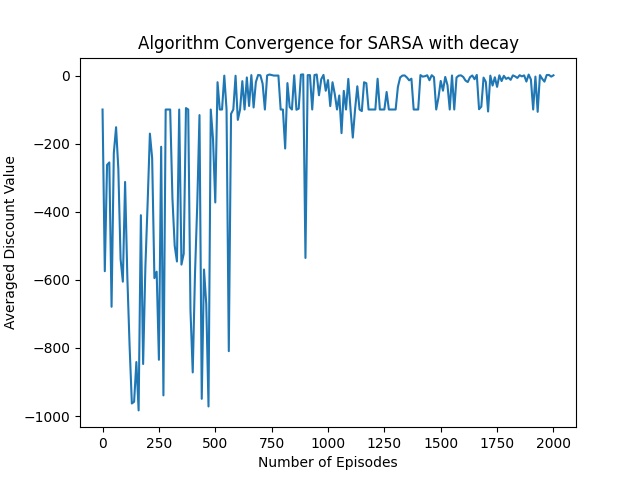 Algorithm Convergence for SARSA with decay
Averaged Discount Value
0
−200
−400
−600
−800
−1000
0 250 500 750 1000 1250 1500 1750 2000
Number of Episodes